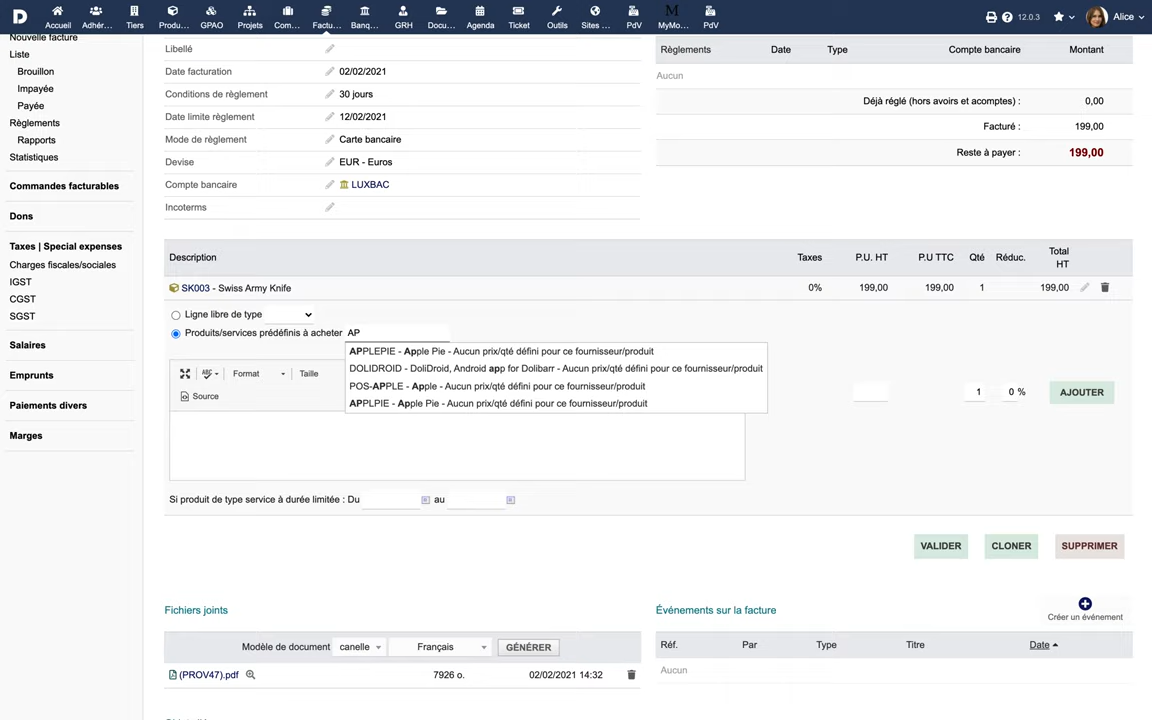 D
Accueil
Adhér...
Tiers
Produ...
GPAO
Projets
Com...
Factu...
Banq...
GRH
Docu...
Agenda
Ticket
Outils
Sites ...
PdV
M
MyMo...
PdV
12.0.3
Alice
Nouvelle facture
Liste
Brouillon
Impayée
Payée
Règlements
Rapports
Statistiques
Commandes facturables
Dons
Taxes | Special expenses
Charges fiscales/sociales
IGST
CGST
SGST
Salaires
Emprunts
Paiements divers
Marges
Libellé
Date facturation 02/02/2021
Conditions de règlement 30 jours
Date limite règlement 12/02/2021
Mode de règlement Carte bancaire
Devise EUR - Euros
Compte bancaire LUXBAC
Incoterms
Règlements Date Type Compte bancaire Montant
Aucun
Déjà réglé (hors avoirs et acomptes) : 0,00
Facturé : 199,00
Reste à payer : 199,00
Description Taxes P.U. HT P.U TTC Qté Réduc. Total
HT
SK003 - Swiss Army Knife 0% 199,00 199,00 1 199,00
Ligne libre de type
Produits/services prédéfinis à acheter AP
APPLEPIE - Apple Pie - Aucun prix/qté défini pour ce fournisseur/produit
DOLIDROID - DoliDroid, Android app for Dolibarr - Aucun prix/qté défini pour ce fournisseur/produit
POS-APPLE - Apple - Aucun prix/qté défini pour ce fournisseur/produit
APPLPIE - Apple Pie - Aucun prix/qté défini pour ce fournisseur/produit
Format Taille
Source
1 0 % AJOUTER
Si produit de type service à durée limitée : Du au
VALIDER CLONER SUPPRIMER
Fichiers joints
Modèle de document canelle Français GÉNÉRER
(PROV47).pdf 7926 o. 02/02/2021 14:32
Événements sur la facture
Créer un événement
Réf. Par Type Titre Date
Aucun